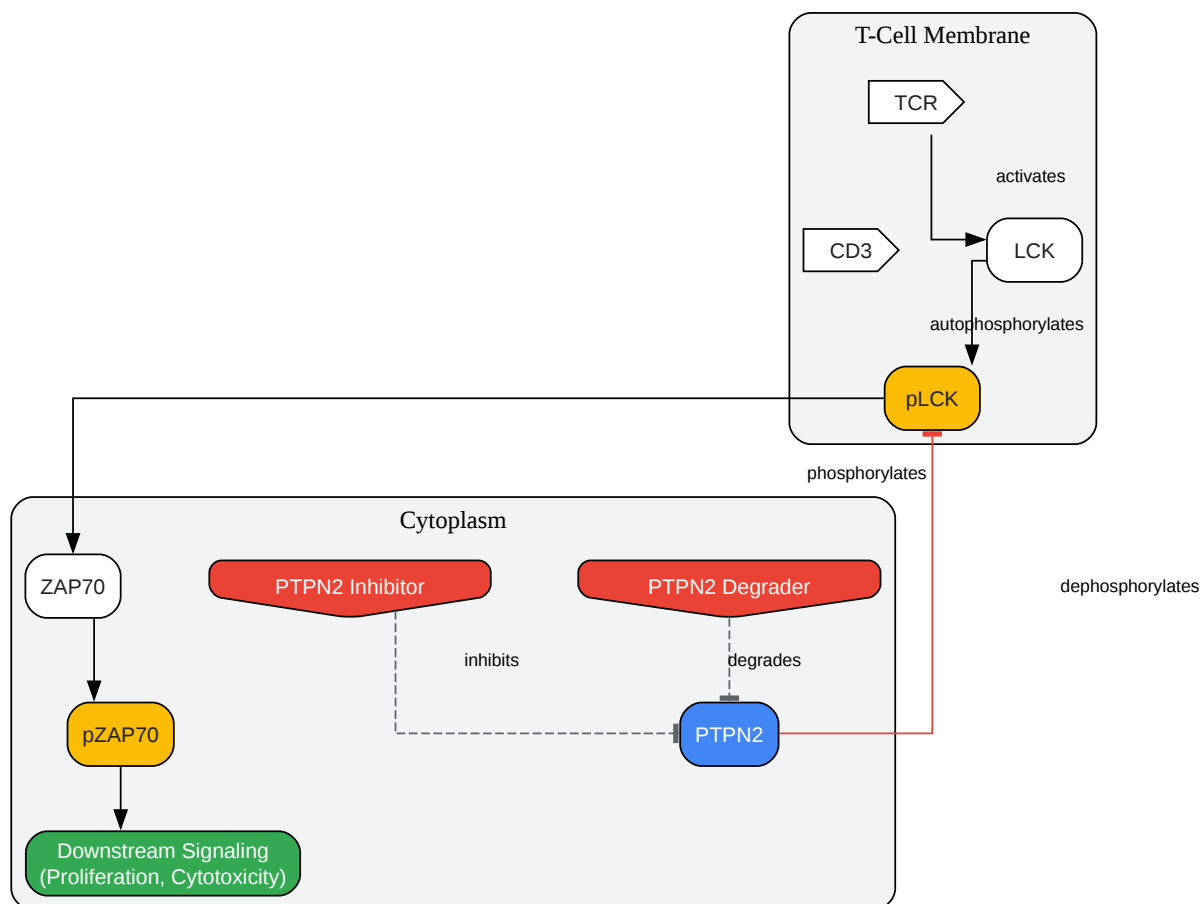 T-Cell Membrane
TCR
activates
CD3
LCK
autophosphorylates
pLCK
phosphorylates
Cytoplasm
ZAP70
PTPN2 Inhibitor
PTPN2 Degrader
dephosphorylates
inhibits
degrades
pZAP70
PTPN2
Downstream Signaling
(Proliferation, Cytotoxicity)